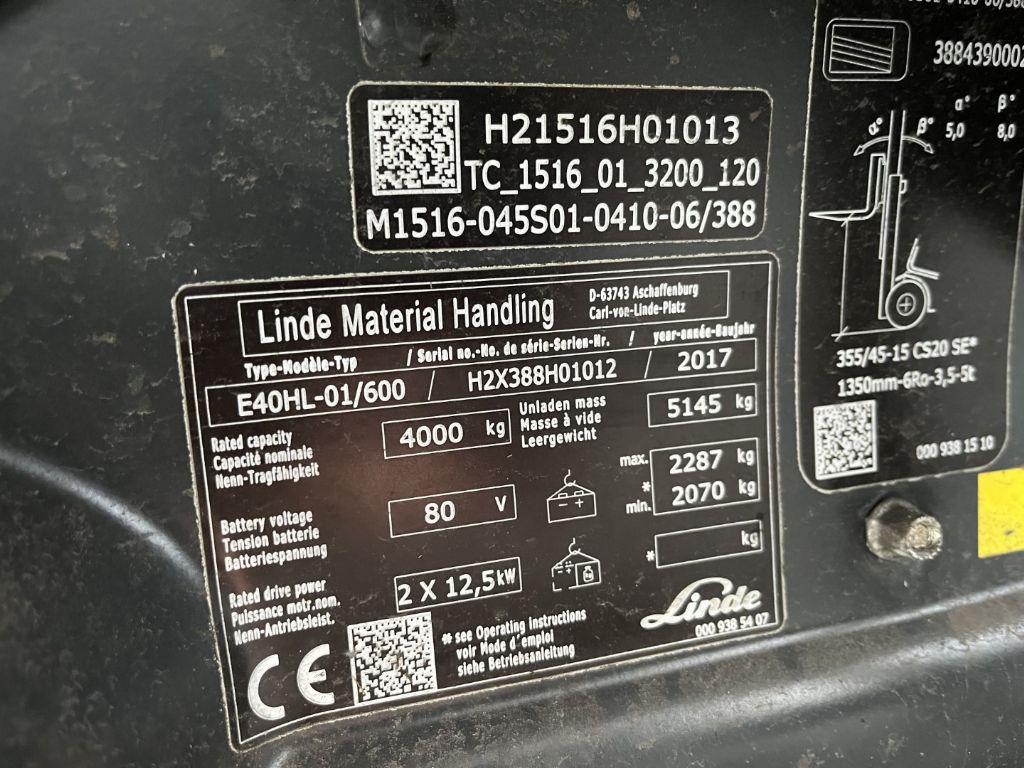 H21516H01013
TC_1516_01_3200_120
M1516-045S01-0410-06/388
Linde Material Handling
D-63743 Aschaffenburg
Carl-von-Linde-Platz
Type-Modèle-Typ / Serial no.-No. de série-Serien-Nr. / year-année-Baujahr
E40HL-01/600 / H2X388H01012 / 2017
Rated capacity
Capacité nominale
Nenn-Tragfähigkeit
4000 kg
Unladen mass
Masse à vide
Leergewicht
5145 kg
Battery voltage
Tension batterie
Batteriespannung
80 V
- +
max. 2287 kg
*
min. 2070 kg
Rated drive power
Puissance motr.nom.
Nenn-Antriebsleist.
2 X 12,5kW
* kg
CE
* see Operating Instructions
voir Mode d'emploi
siehe Betriebsanleitung
Linde
000 938 54 07
3884390002
α° β°
5,0 8,0
α° β°
355/45-15 CS20 SE*
1350mm-6Ro-3,5-5t
000 938 15 10